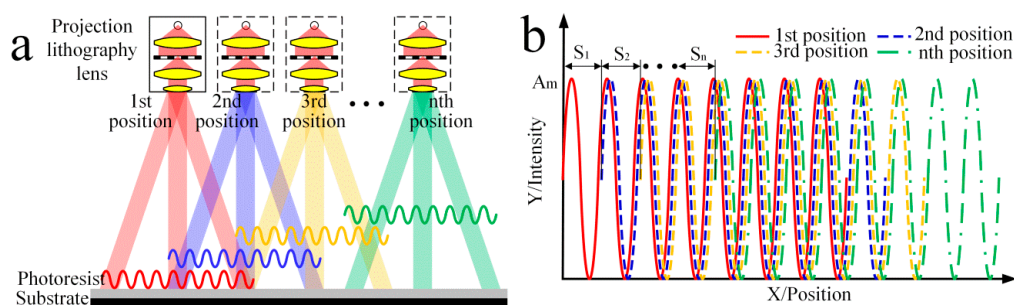 a
Projection
lithography
lens
1st
position
2nd
position
3rd
position
nth
position
Photoresist
Substrate
b
1st position
2nd position
3rd position
nth position
S1
S2
Sn
Am
Y/Intensity
X/Position